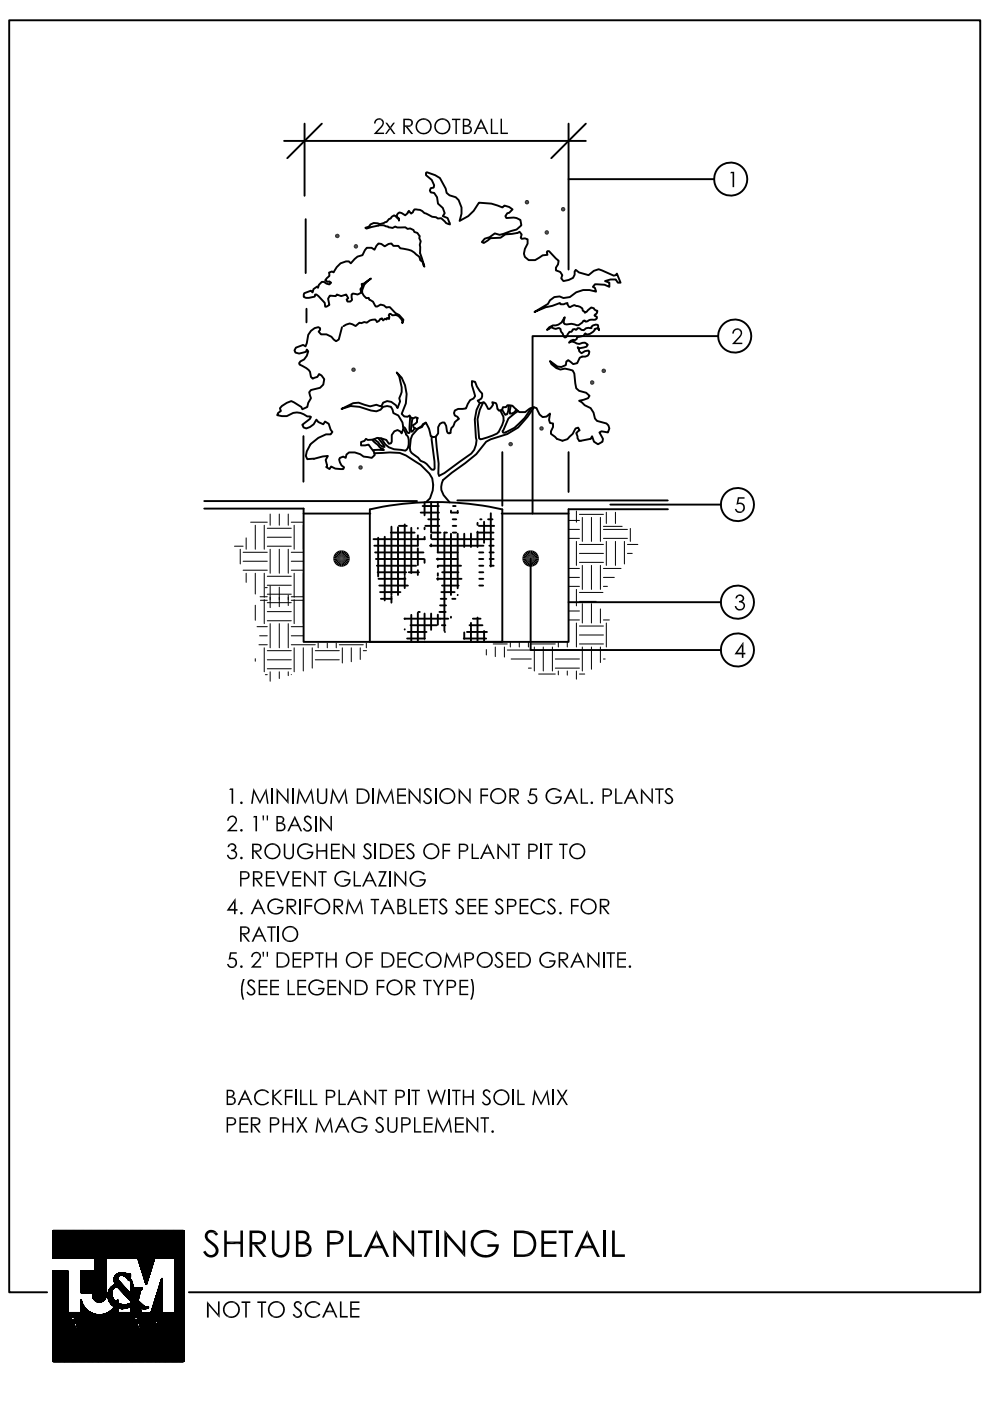 2x ROOTBALL
1
2
5
3
4
1. MINIMUM DIMENSION FOR 5 GAL. PLANTS
2. 1" BASIN
3. ROUGHEN SIDES OF PLANT PIT TO
PREVENT GLAZING
4. AGRIFORM TABLETS SEE SPECS. FOR
RATIO
5. 2" DEPTH OF DECOMPOSED GRANITE.
(SEE LEGEND FOR TYPE)
BACKFILL PLANT PIT WITH SOIL MIX
PER PHX MAG SUPLEMENT.
SHRUB PLANTING DETAIL
TJ&M
NOT TO SCALE